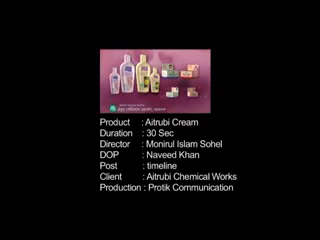 Product : Aitrubi Cream
Duration : 30 Sec
Director : Monirul Islam Sohel
DOP : Naveed Khan
Post : timeline
Client : Aitrubi Chemical Works
Production : Protik Communication